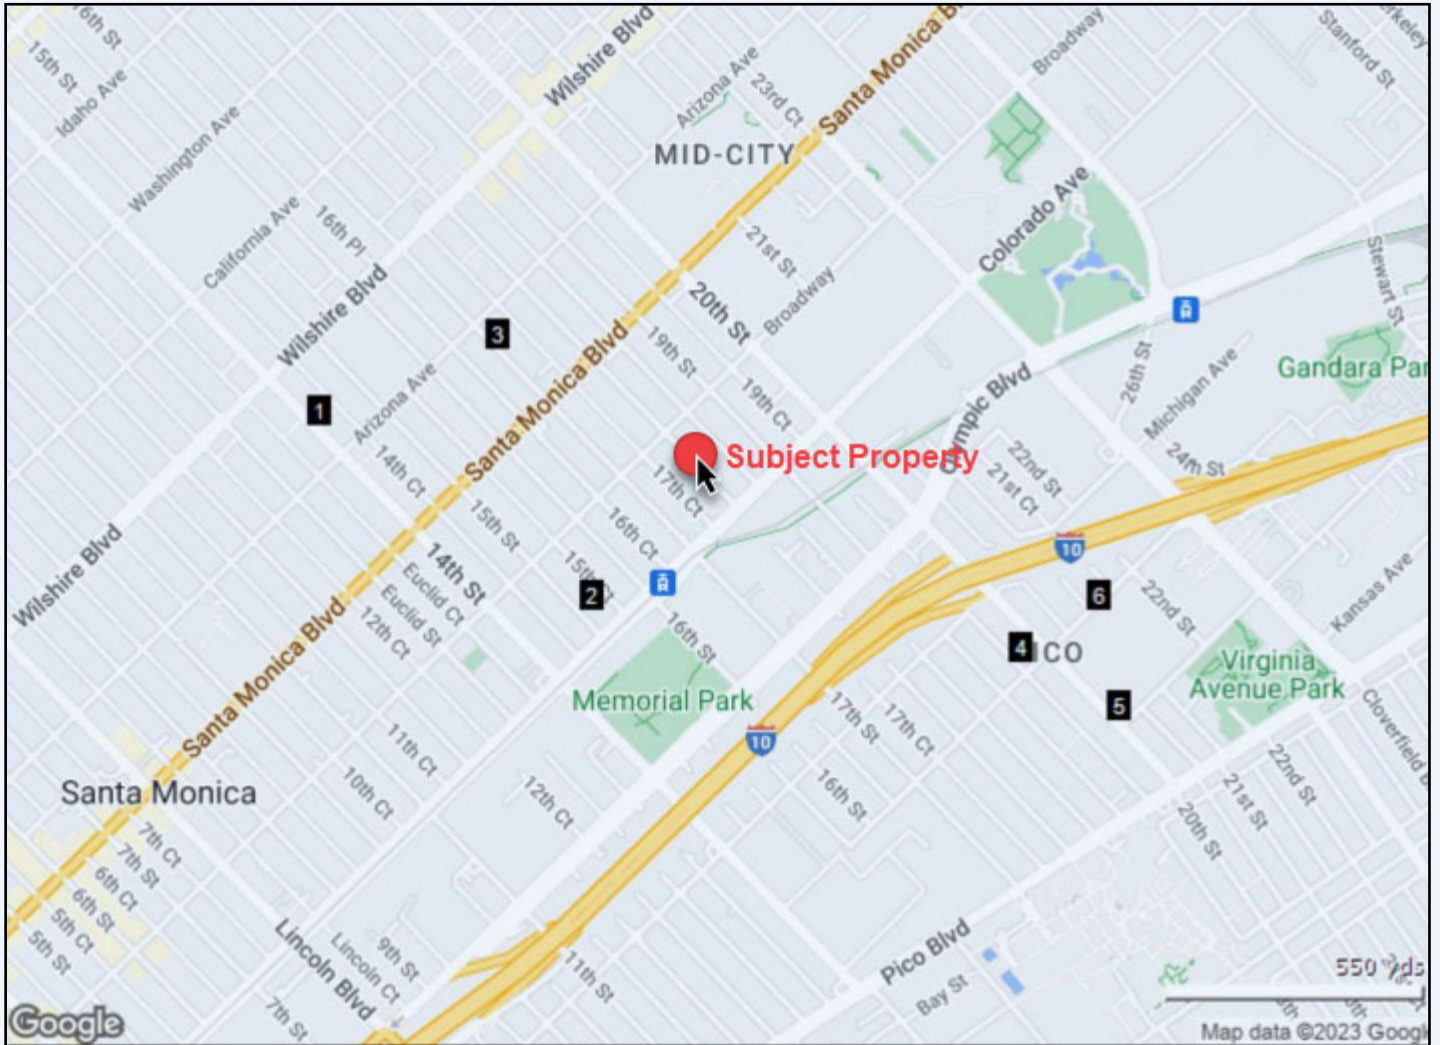 16th St
15th St
Idaho Ave
Washington Ave
California Ave
16th Pl
Wilshire Blvd
Wilshire Blvd
Wilshire Blvd
Arizona Ave
23rd Ct
Santa Monica B
Broadway
Stanford St
MID-CITY
Colorado Ave
21st St
Broadway
20th St
Stewart St
3
19th St
Santa Monica Blvd
26th St
Michigan Ave
Gandara Par
1
Arizona Ave
19th Ct
Subject Property
14th Ct
17th Ct
22nd St
21st Ct
24th St
15th St
16th Ct
10
14th St
Euclid Ct
Euclid St
12th Ct
2
6
22nd St
Kansas Ave
16th St
4
5
Virginia
Avenue Park
Memorial Park
Santa Monica Blvd
17th St
17th Ct
10
Cloverfield B
11th Ct
10th Ct
12th Ct
16th St
22nd St
21st St
20th St
Santa Monica
7th Ct
7th St
6th Ct
6th St
5th Ct
5th St
Lincoln Blvd
Lincoln Ct
9th St
11th St
7th St
Pico Blvd
Bay St
550 yds
Google
Map data ©2023 Googl